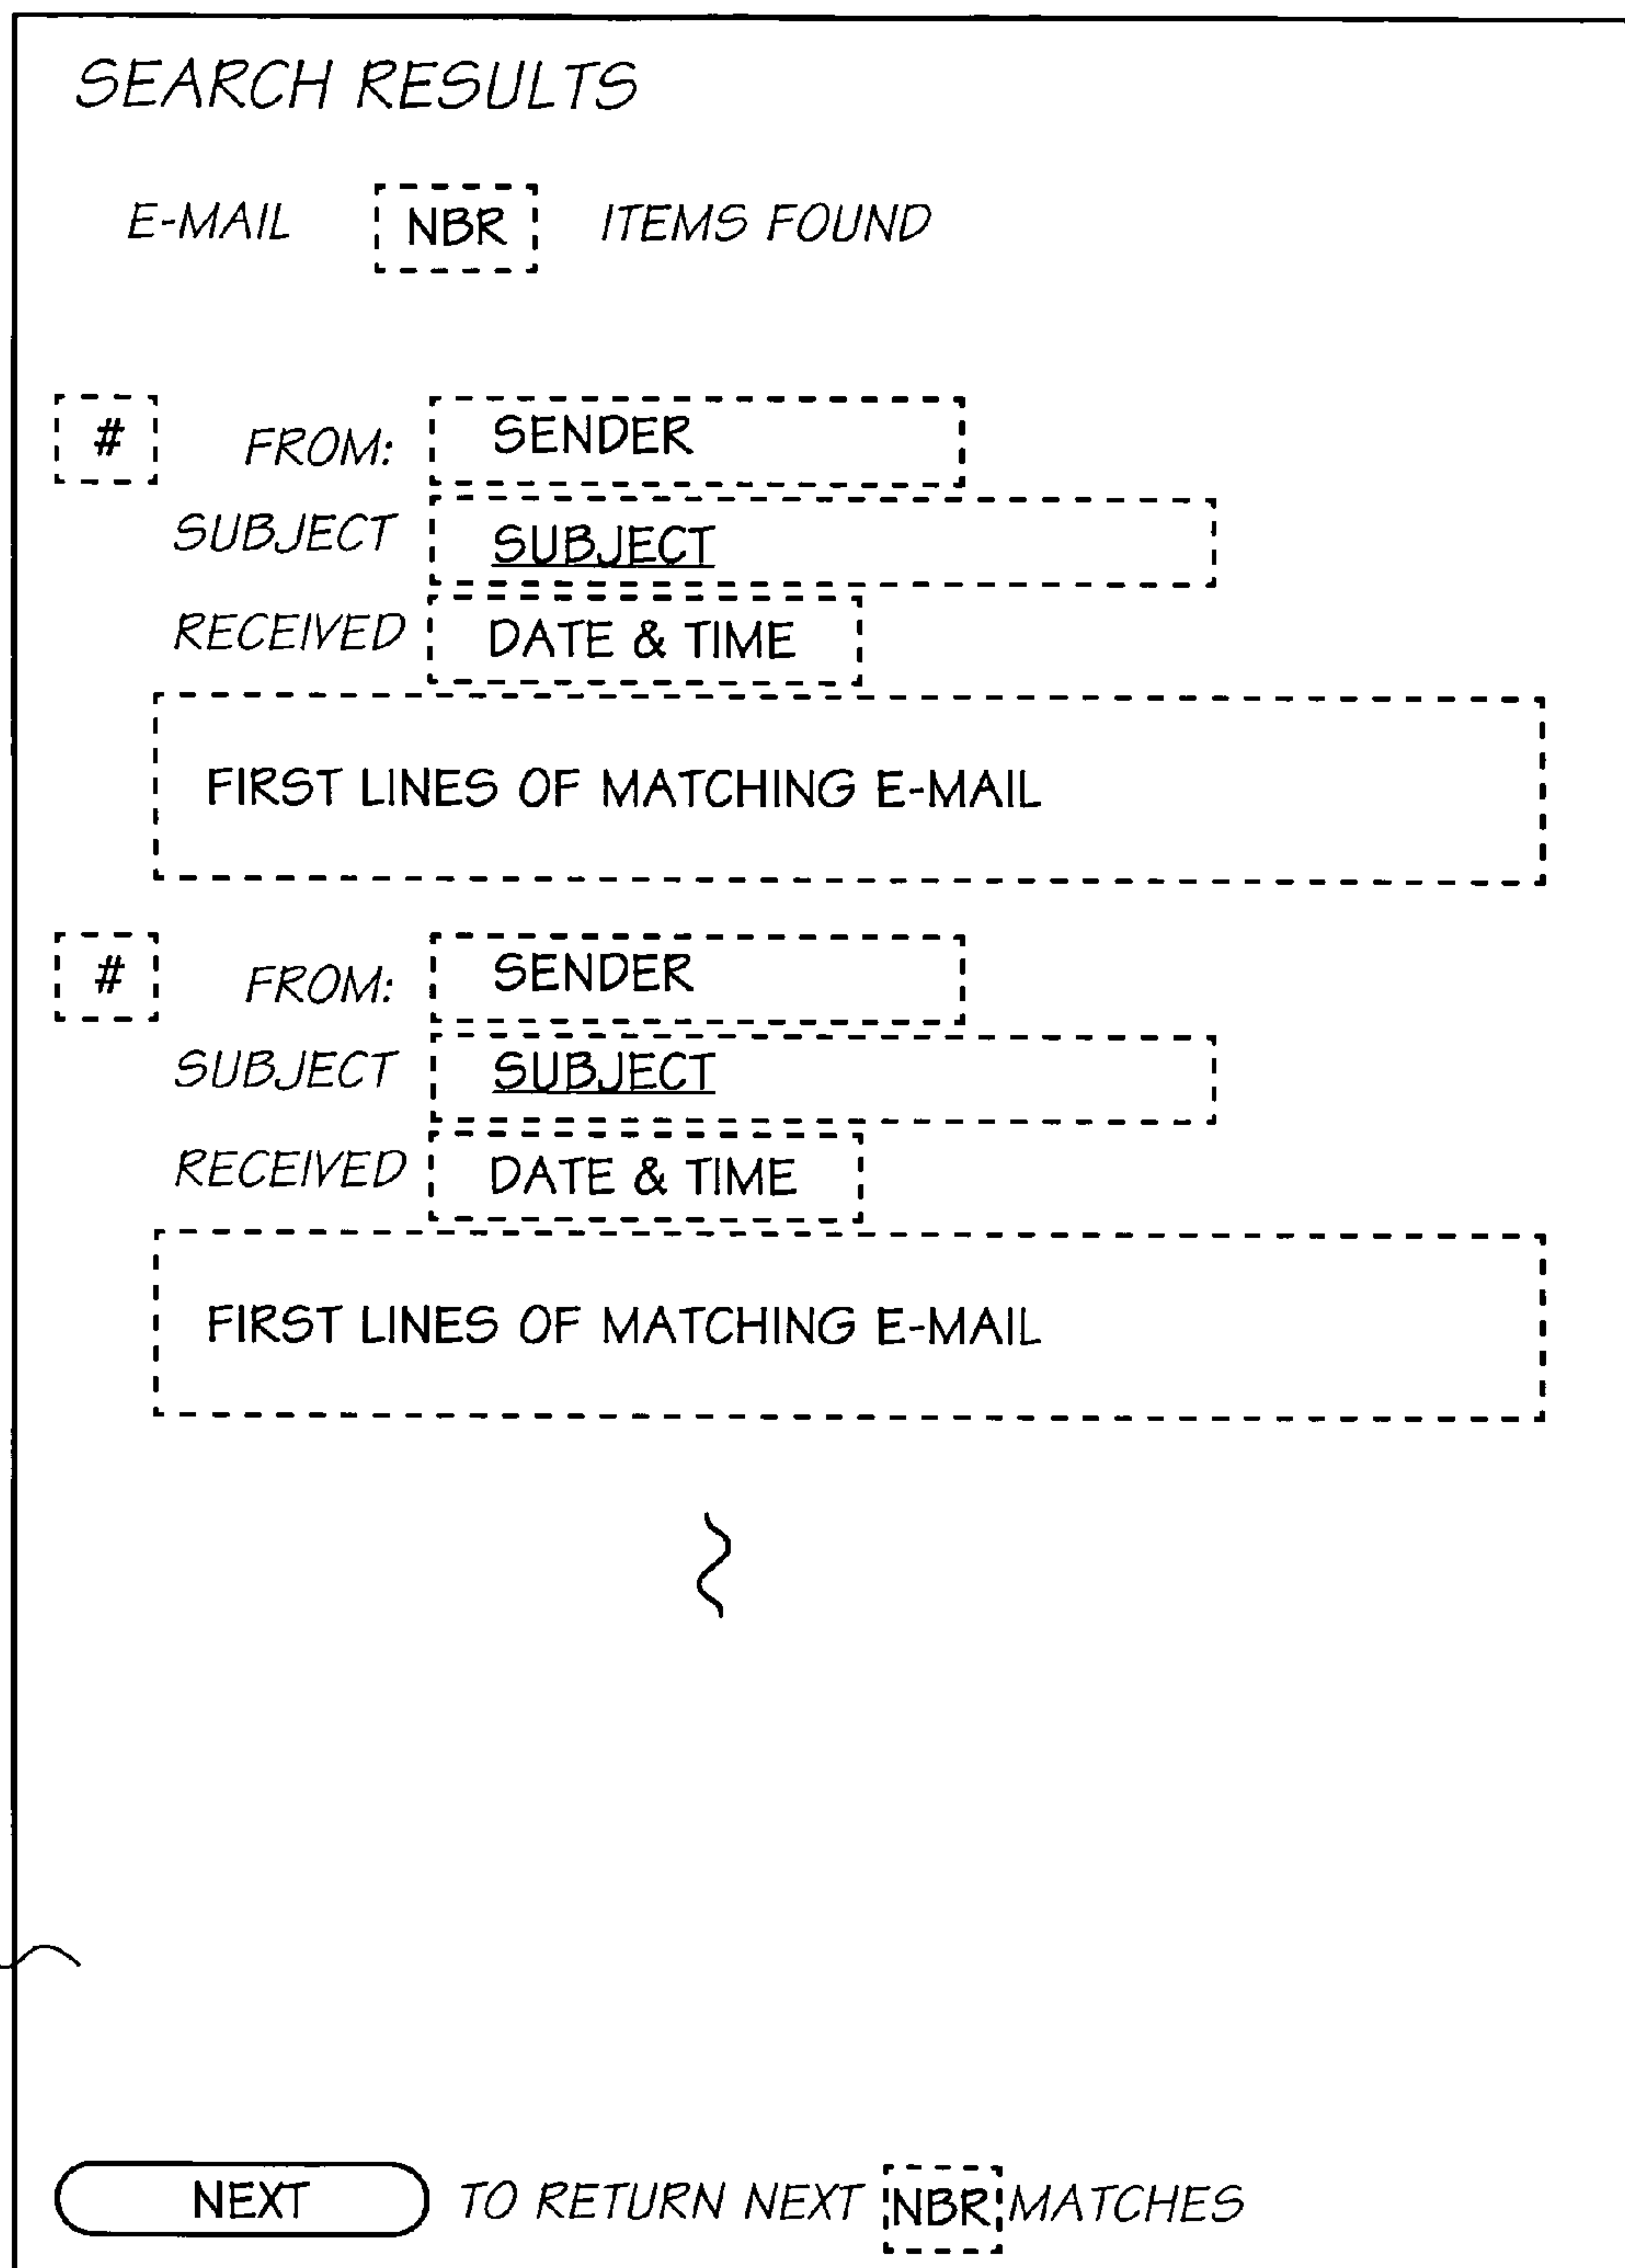 SEARCH RESULTS
E-MAIL NBR ITEMS FOUND
# FROM: SENDER
SUBJECT SUBJECT
RECEIVED DATE & TIME
FIRST LINES OF MATCHING E-MAIL
# FROM: SENDER
SUBJECT SUBJECT
RECEIVED DATE & TIME
FIRST LINES OF MATCHING E-MAIL
NEXT TO RETURN NEXT NBR MATCHES